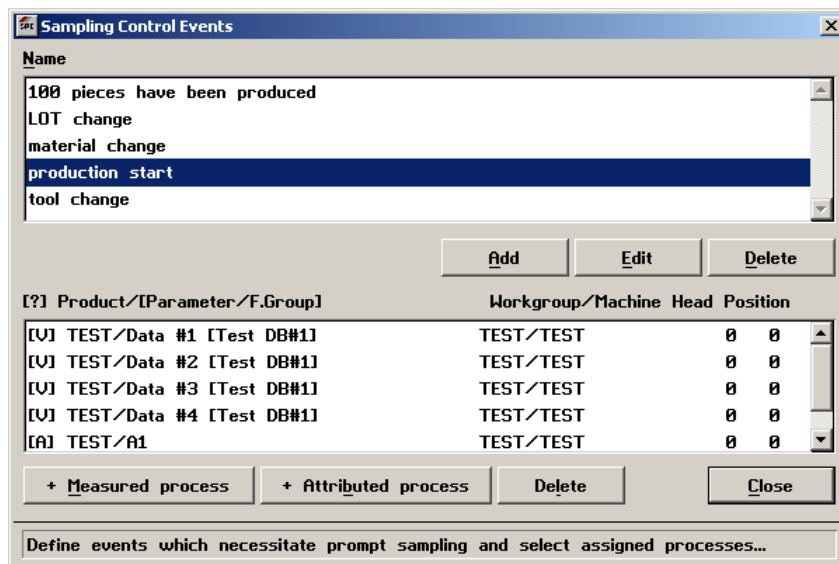 SPC Sampling Control Events
Name
100 pieces have been produced
LOT change
material change
production start
tool change
Add Edit Delete
[?] Product/[Parameter/F.Group] Workgroup/Machine Head Position
[V] TEST/Data #1 [Test DB#1] TEST/TEST 0 0
[V] TEST/Data #2 [Test DB#1] TEST/TEST 0 0
[V] TEST/Data #3 [Test DB#1] TEST/TEST 0 0
[V] TEST/Data #4 [Test DB#1] TEST/TEST 0 0
[A] TEST/A1 TEST/TEST 0 0
+ Measured process + Attributed process Delete Close
Define events which necessitate prompt sampling and select assigned processes...